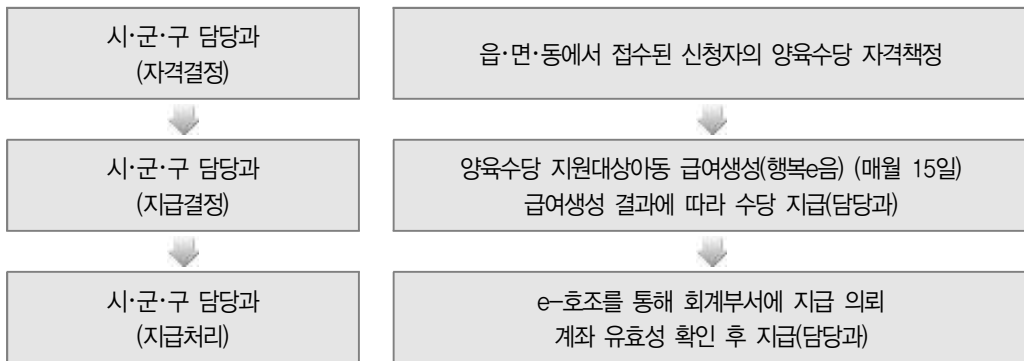 시·군·구 담당과
(자격결정)
읍·면·동에서 접수된 신청자의 양육수당 자격책정
시·군·구 담당과
(지급결정)
양육수당 지원대상아동 급여생성(행복e음) (매월 15일)
급여생성 결과에 따라 수당 지급(담당과)
시·군·구 담당과
(지급처리)
e-호조를 통해 회계부서에 지급 의뢰
계좌 유효성 확인 후 지급(담당과)